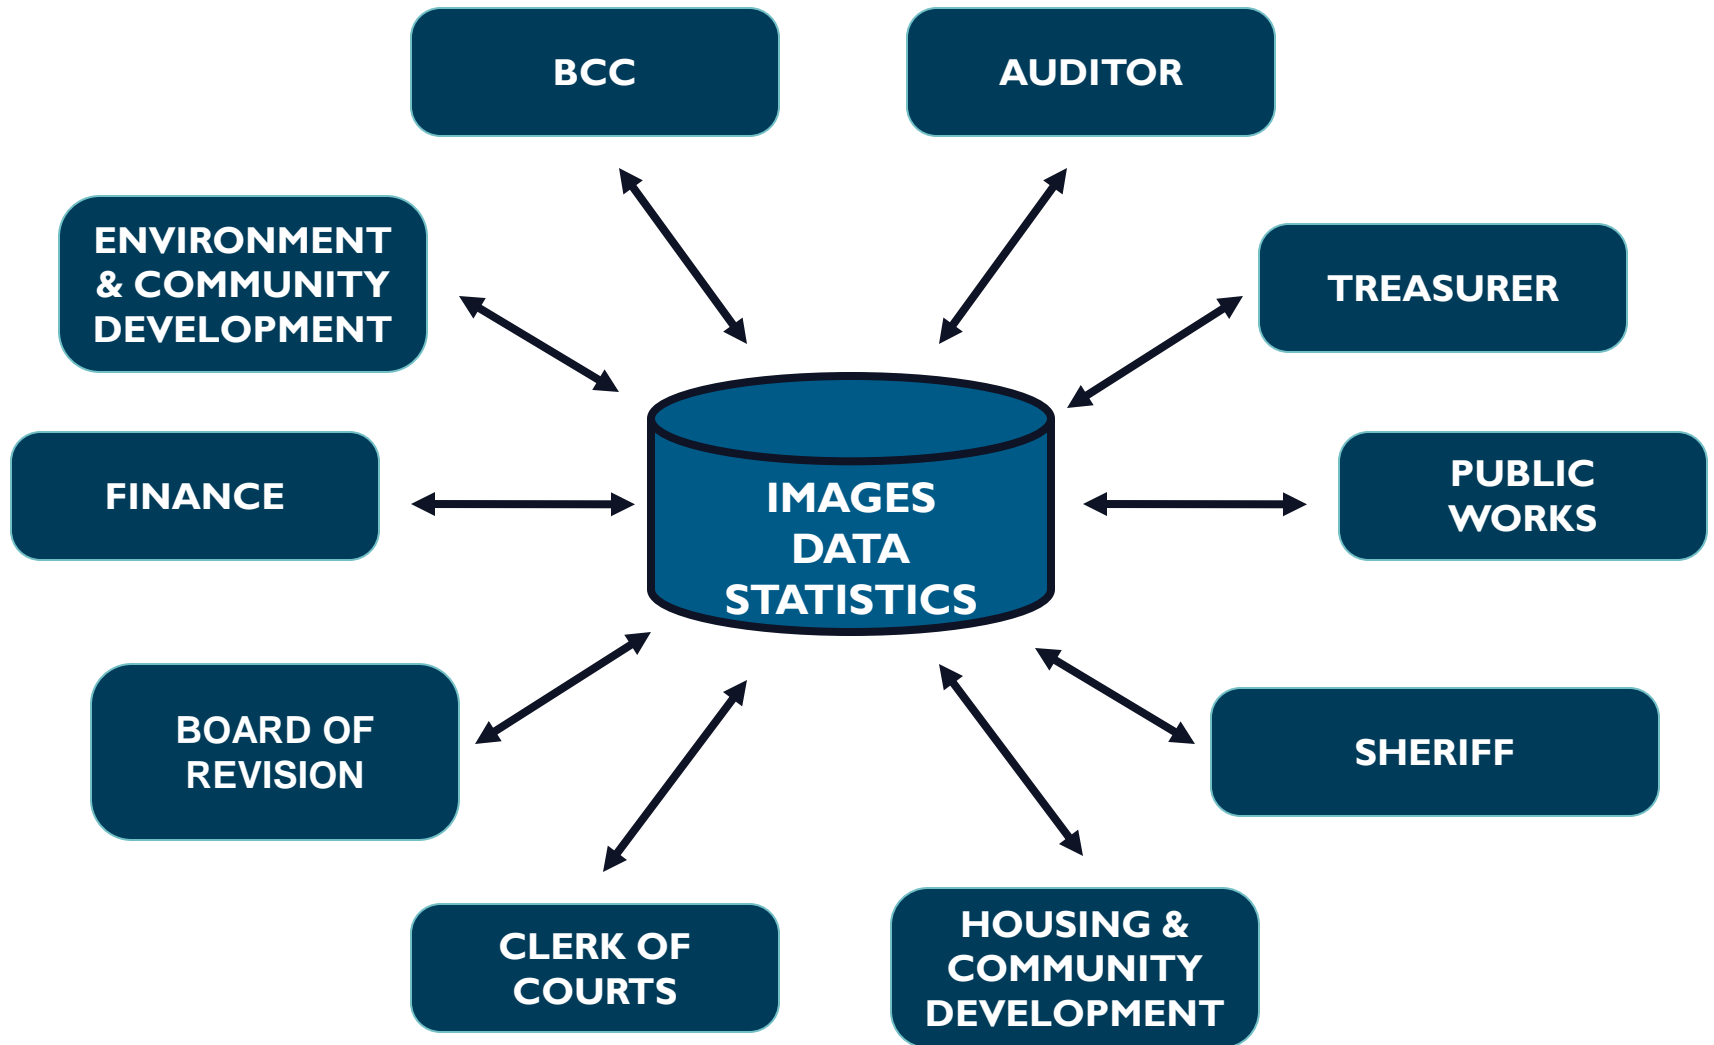 BCC
AUDITOR
ENVIRONMENT
& COMMUNITY
DEVELOPMENT
TREASURER
FINANCE
IMAGES
DATA
STATISTICS
PUBLIC
WORKS
BOARD OF
REVISION
SHERIFF
CLERK OF
COURTS
HOUSING &
COMMUNITY
DEVELOPMENT